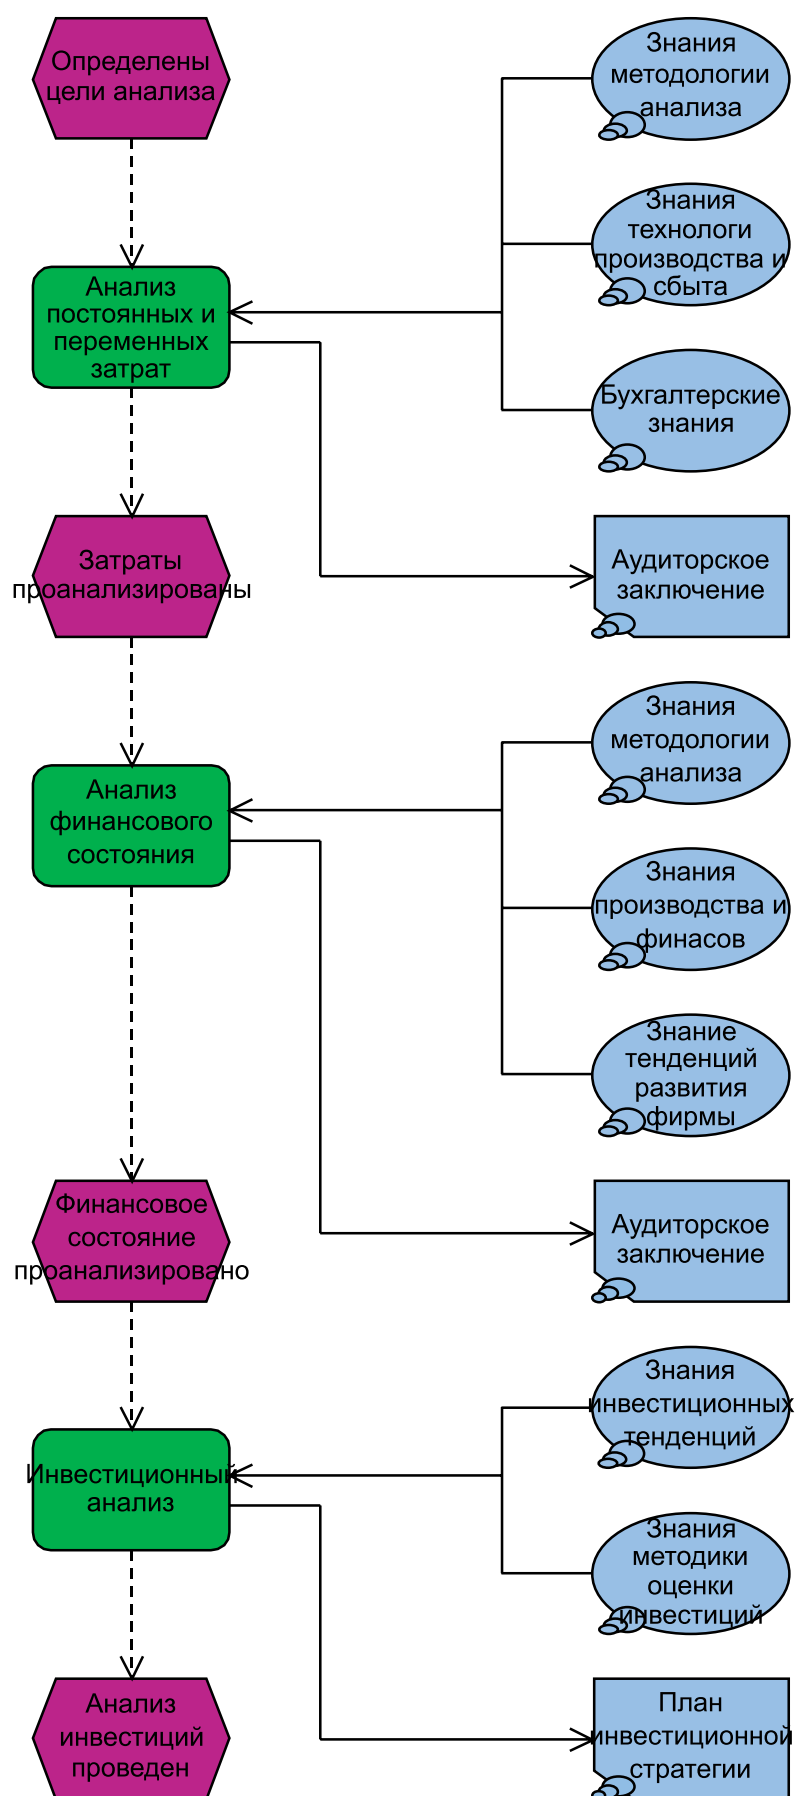 Определены
цели анализа
Знания
методологии
анализа
Знания
технологи
производства и
сбыта
Анализ
постоянных и
переменных
затрат
Бухгалтерские
знания
Затраты
проанализированы
Аудиторское
заключение
Знания
методологии
анализа
Анализ
финансового
состояния
Знания
производства и
финасов
Знание
тенденций
развития
фирмы
Финансовое
состояние
проанализировано
Аудиторское
заключение
Знания
инвестиционных
тенденций
Инвестиционный
анализ
Знания
методики
оценки
инвестиций
Анализ
инвестиций
проведен
План
инвестиционной
стратегии